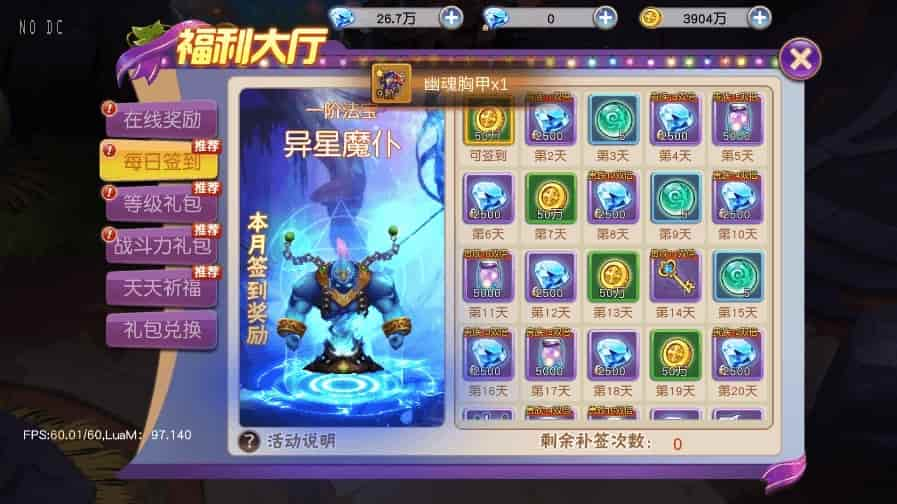 NO DC
26.7万
0
3904万
福利大厅
幽魂胸甲x1
在线奖励
推荐
每日签到
推荐
等级礼包
推荐
战斗力礼包
推荐
天天祈福
礼包兑换
一阶法宝
异星魔仆
本月签到奖励
50万
2500
5
2500
5000
可签到
第2天
第3天
第4天
第5天
2500
50万
2500
5
2500
第6天
第7天
第8天
第9天
第10天
5000
2500
50万
5
第11天
第12天
第13天
第14天
第15天
2500
5000
2500
50万
2500
第16天
第17天
第18天
第19天
第20天
FPS:60.01/60,LuaM: 97.140
? 活动说明
剩余补签次数: 0